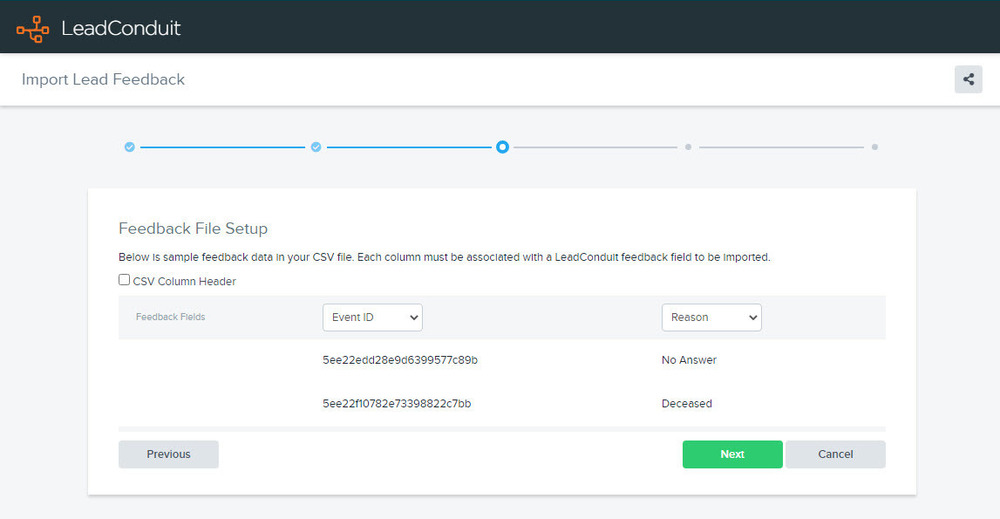 LeadConduit
Import Lead Feedback
Feedback File Setup
Below is sample feedback data in your CSV file. Each column must be associated with a LeadConduit feedback field to be imported.
CSV Column Header
Feedback Fields Event ID Reason
5ee22edd28e9d6399577c89b No Answer
5ee22f10782e73398822c7bb Deceased
Previous Next Cancel